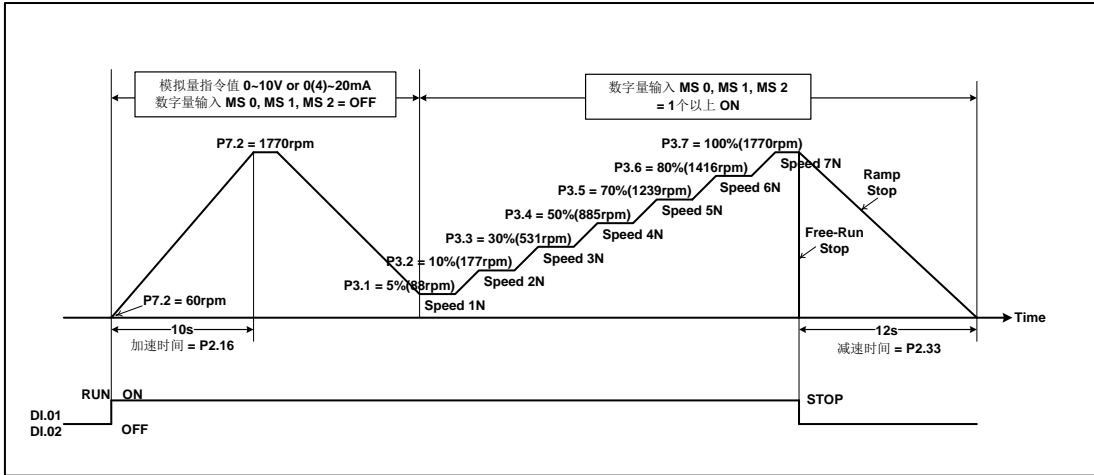 模拟量指令值 0~10V or 0(4)~20mA
数字量输入 MS 0, MS 1, MS 2 = OFF
数字量输入 MS 0, MS 1, MS 2
= 1个以上 ON
P7.2 = 1770rpm
P3.7 = 100%(1770rpm)
Speed 7N
P3.6 = 80%(1416rpm)
Speed 6N
P3.5 = 70%(1239rpm)
Speed 5N
P3.4 = 50%(885rpm)
Speed 4N
P3.3 = 30%(531rpm)
Speed 3N
P3.2 = 10%(177rpm)
Speed 2N
P3.1 = 5%(88rpm)
Speed 1N
Ramp
Stop
Free-Run
Stop
P7.2 = 60rpm
Time
10s
加速时间 = P2.16
12s
减速时间 = P2.33
RUN ON
STOP
DI.01
DI.02
OFF